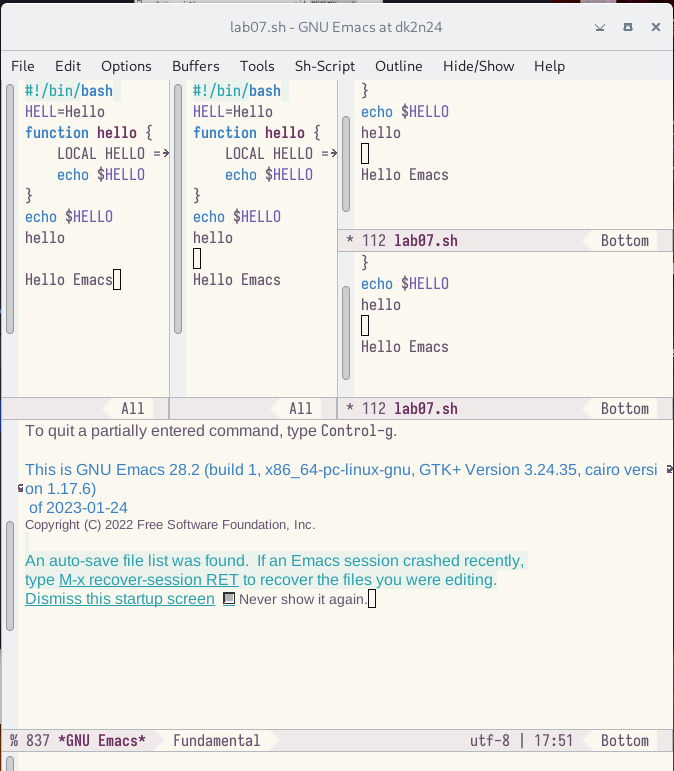 lab07.sh - GNU Emacs at dk2n24
File Edit Options Buffers Tools Sh-Script Outline Hide/Show Help
#!/bin/bash
HELL=Hello
function hello {
    LOCAL HELLO =
    echo $HELLO
}
echo $HELLO
hello

Hello Emacs
All
#!/bin/bash
HELL=Hello
function hello {
    LOCAL HELLO =
    echo $HELLO
}
echo $HELLO
hello

Hello Emacs
All
}
echo $HELLO
hello

Hello Emacs
* 112 lab07.sh Bottom
}
echo $HELLO
hello

Hello Emacs
* 112 lab07.sh Bottom
To quit a partially entered command, type Control-g.

This is GNU Emacs 28.2 (build 1, x86_64-pc-linux-gnu, GTK+ Version 3.24.35, cairo versi
on 1.17.6)
 of 2023-01-24
Copyright (C) 2022 Free Software Foundation, Inc.

An auto-save file list was found.  If an Emacs session crashed recently,
type M-x recover-session RET to recover the files you were editing.
Dismiss this startup screen Never show it again.
% 837 *GNU Emacs* Fundamental utf-8 | 17:51 Bottom